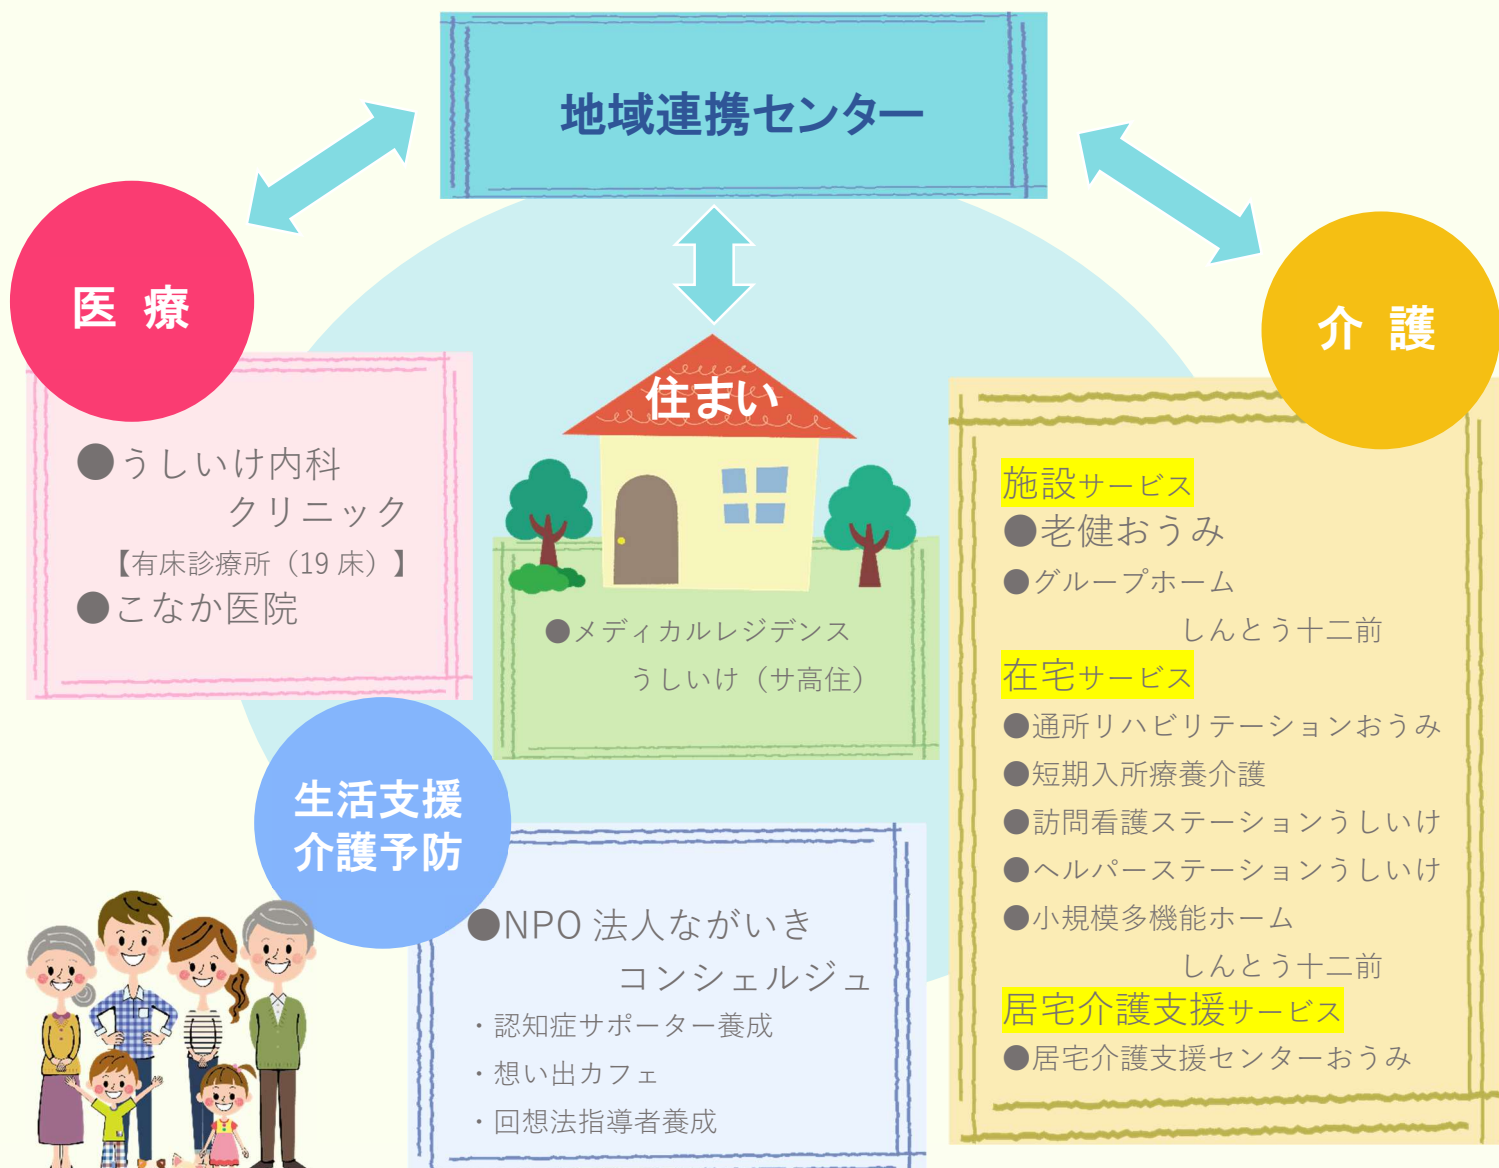 地域連携センター
医 療
●うしいけ内科
クリニック
【有床診療所（19 床）】
●こなか医院
住まい
●メディカルレジデンス
うしいけ（サ高住）
介 護
施設サービス
●老健おうみ
●グループホーム
しんとう十二前
在宅サービス
●通所リハビリテーションおうみ
●短期入所療養介護
●訪問看護ステーションうしいけ
●ヘルパーステーションうしいけ
●小規模多機能ホーム
しんとう十二前
居宅介護支援サービス
●居宅介護支援センターおうみ
生活支援
介護予防
●NPO 法人ながいき
コンシェルジュ
・認知症サポーター養成
・想い出カフェ
・回想法指導者養成